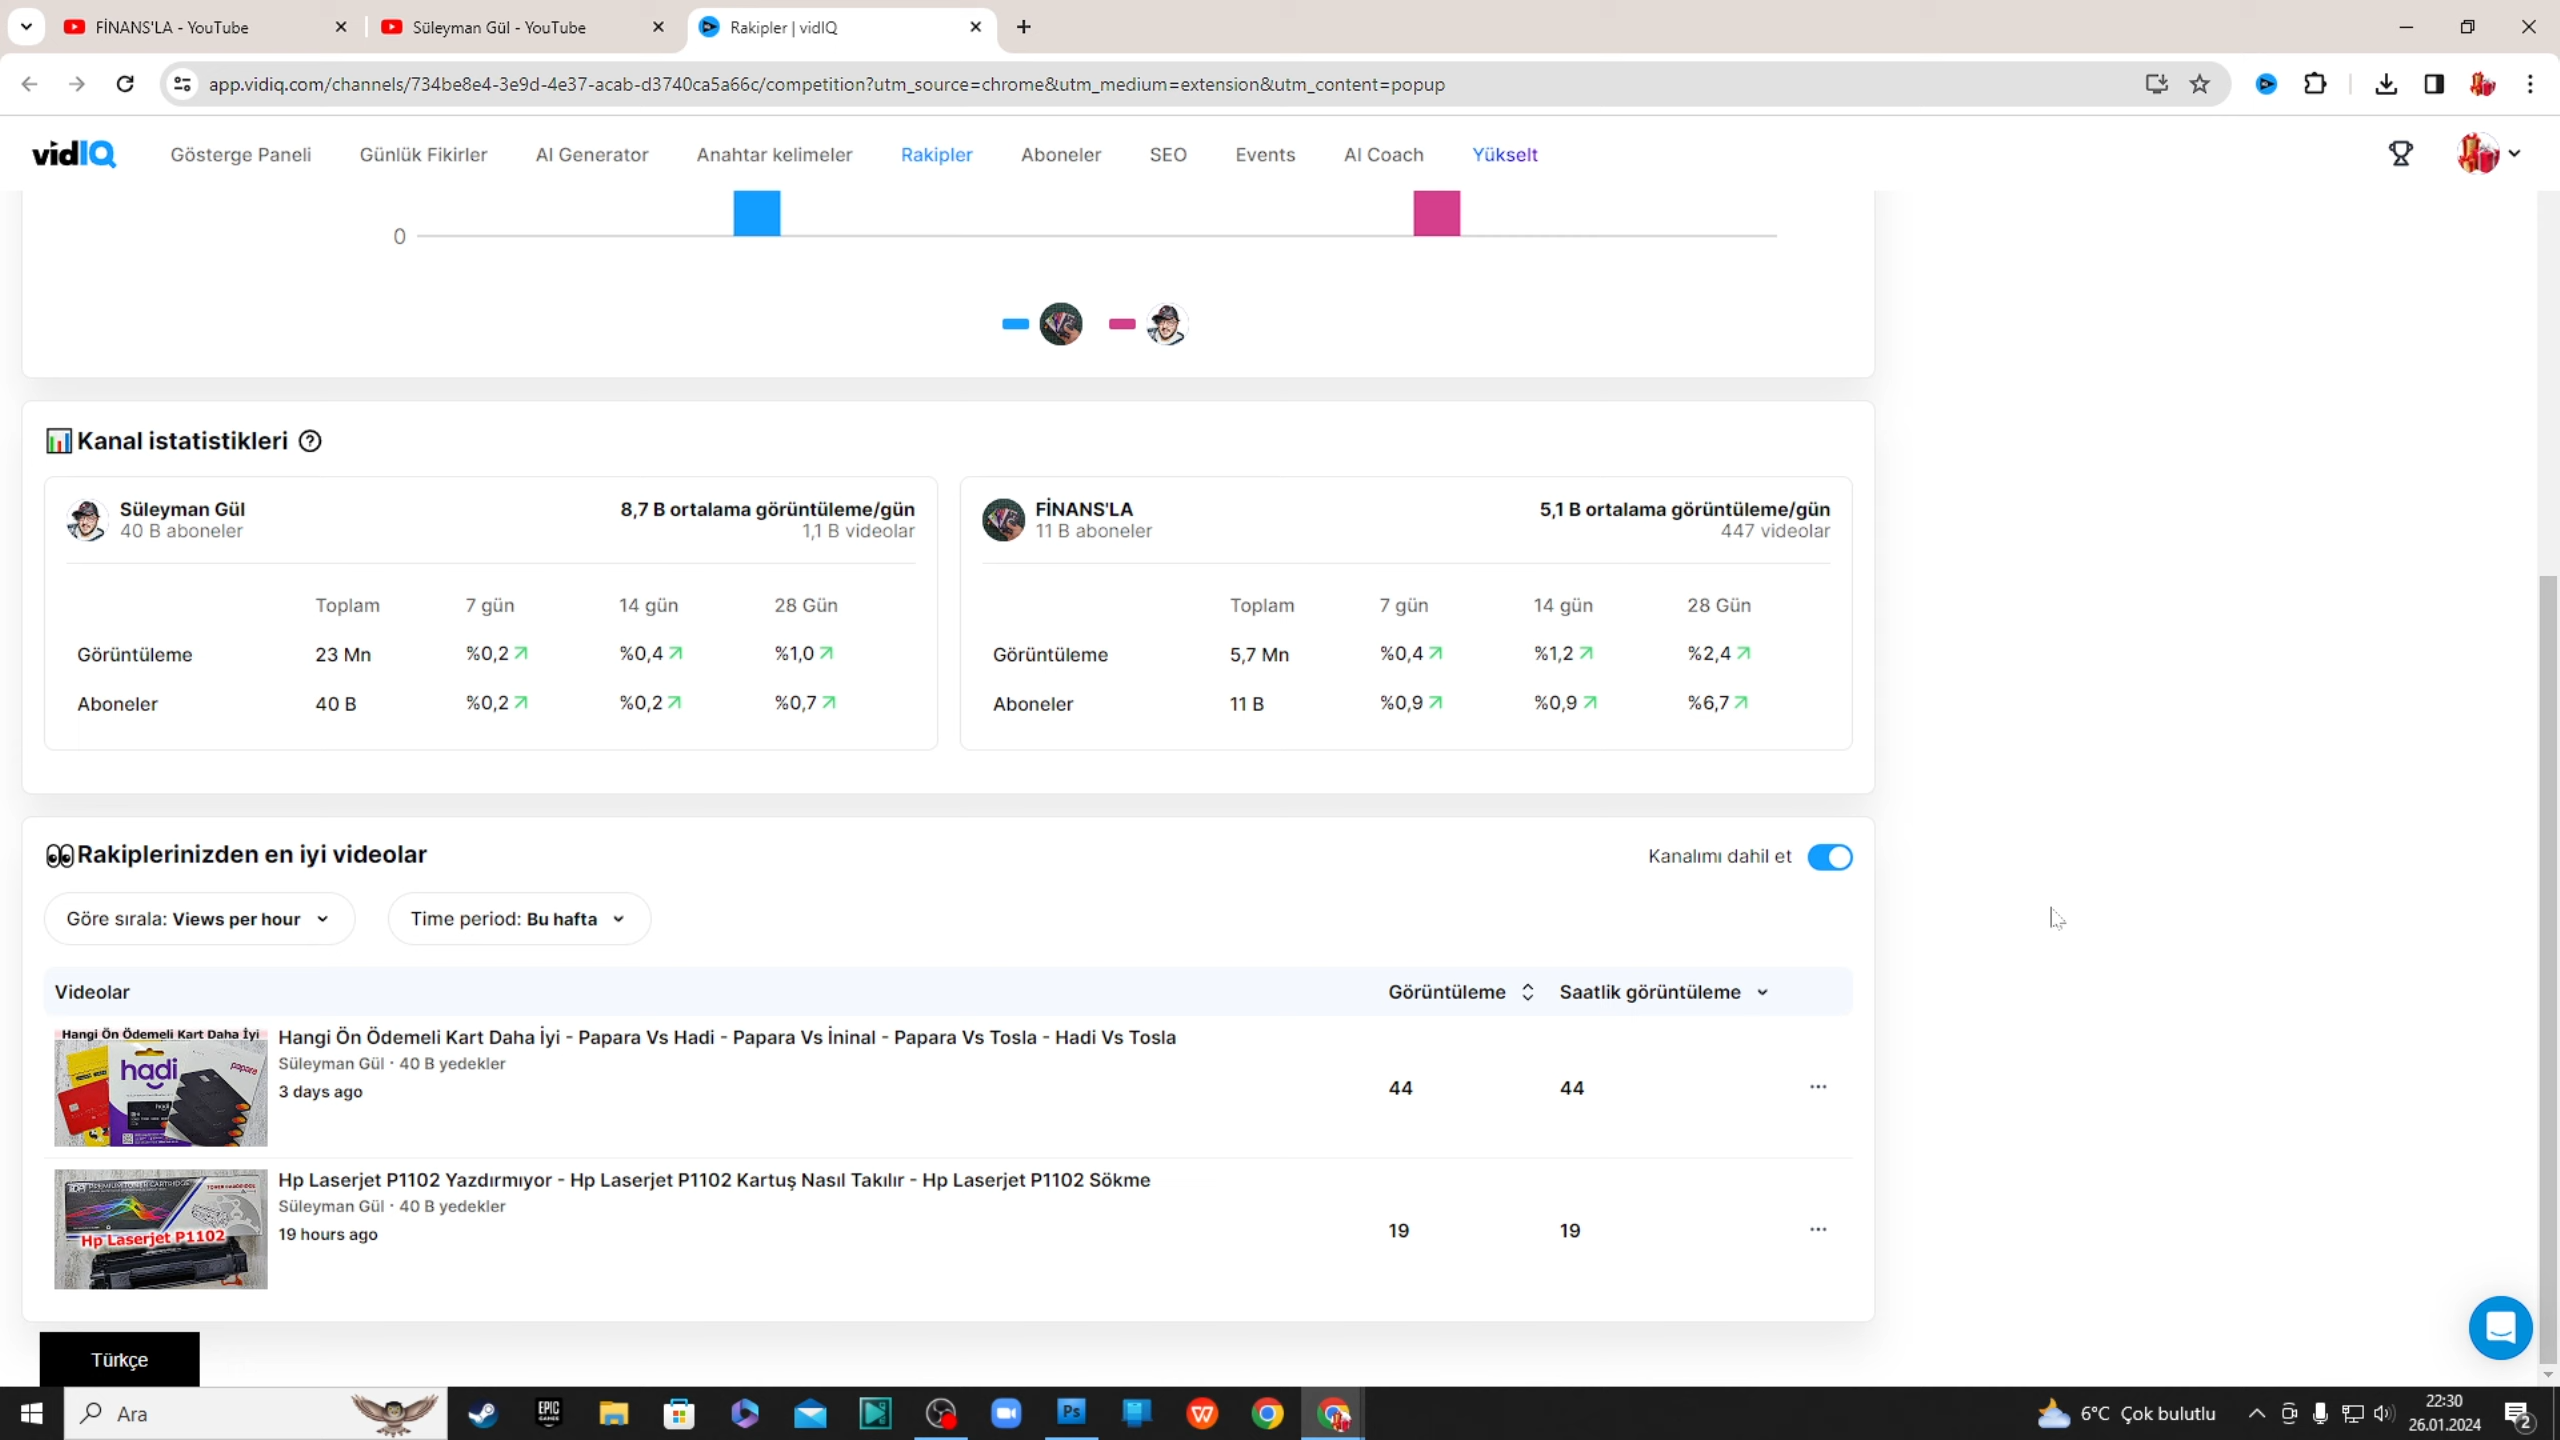 FİNANS'LA - YouTube
Süleyman Gül - YouTube
Rakipler | vidIQ
app.vidiq.com/channels/734be8e4-3e9d-4e37-acab-d3740ca5a66c/competition?utm_source=chrome&utm_medium=extension&utm_content=popup
vidIQ
Gösterge Paneli
Günlük Fikirler
AI Generator
Anahtar kelimeler
Rakipler
Aboneler
SEO
Events
AI Coach
Yükselt
0
Kanal istatistikleri
Süleyman Gül
40 B aboneler
8,7 B ortalama görüntüleme/gün
1,1 B videolar
Toplam 7 gün 14 gün 28 Gün
Görüntüleme 23 Mn %0,2 %0,4 %1,0
Aboneler 40 B %0,2 %0,2 %0,7
FİNANS'LA
11 B aboneler
5,1 B ortalama görüntüleme/gün
447 videolar
Toplam 7 gün 14 gün 28 Gün
Görüntüleme 5,7 Mn %0,4 %1,2 %2,4
Aboneler 11 B %0,9 %0,9 %6,7
Rakiplerinizden en iyi videolar
Kanalımı dahil et
Göre sırala: Views per hour
Time period: Bu hafta
Videolar Görüntüleme Saatlik görüntüleme
Hangi Ön Ödemeli Kart Daha İyi
hadi
papara
Hangi Ön Ödemeli Kart Daha İyi - Papara Vs Hadi - Papara Vs İninal - Papara Vs Tosla - Hadi Vs Tosla
Süleyman Gül · 40 B yedekler
3 days ago
44 44
PREMIUM TONER CARTRIDGE
Hp Laserjet P1102
Hp Laserjet P1102 Yazdırmıyor - Hp Laserjet P1102 Kartuş Nasıl Takılır - Hp Laserjet P1102 Sökme
Süleyman Gül · 40 B yedekler
19 hours ago
19 19
Türkçe
Ara
EPIC
GAMES
Ps
6°C Çok bulutlu
22:30
26.01.2024
2